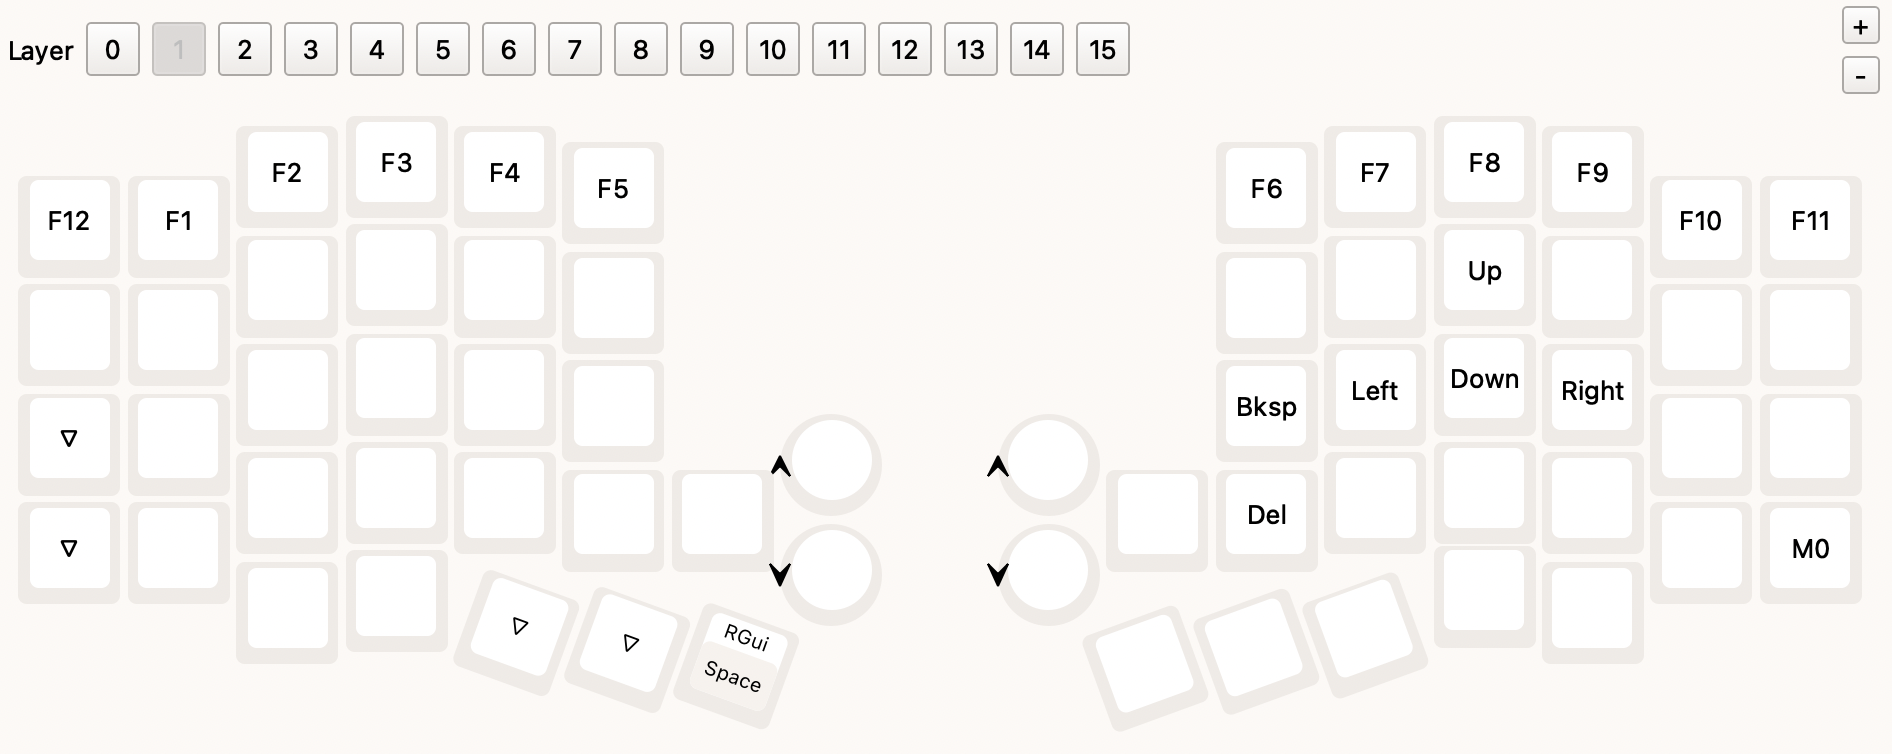 Layer 0 1 2 3 4 5 6 7 8 9 10 11 12 13 14 15
+
-
F12 F1 F2 F3 F4 F5 F6 F7 F8 F9 F10 F11
Up
▽ Bksp Left Down Right
▽ Del M0
▽ ▽ RGui
Space